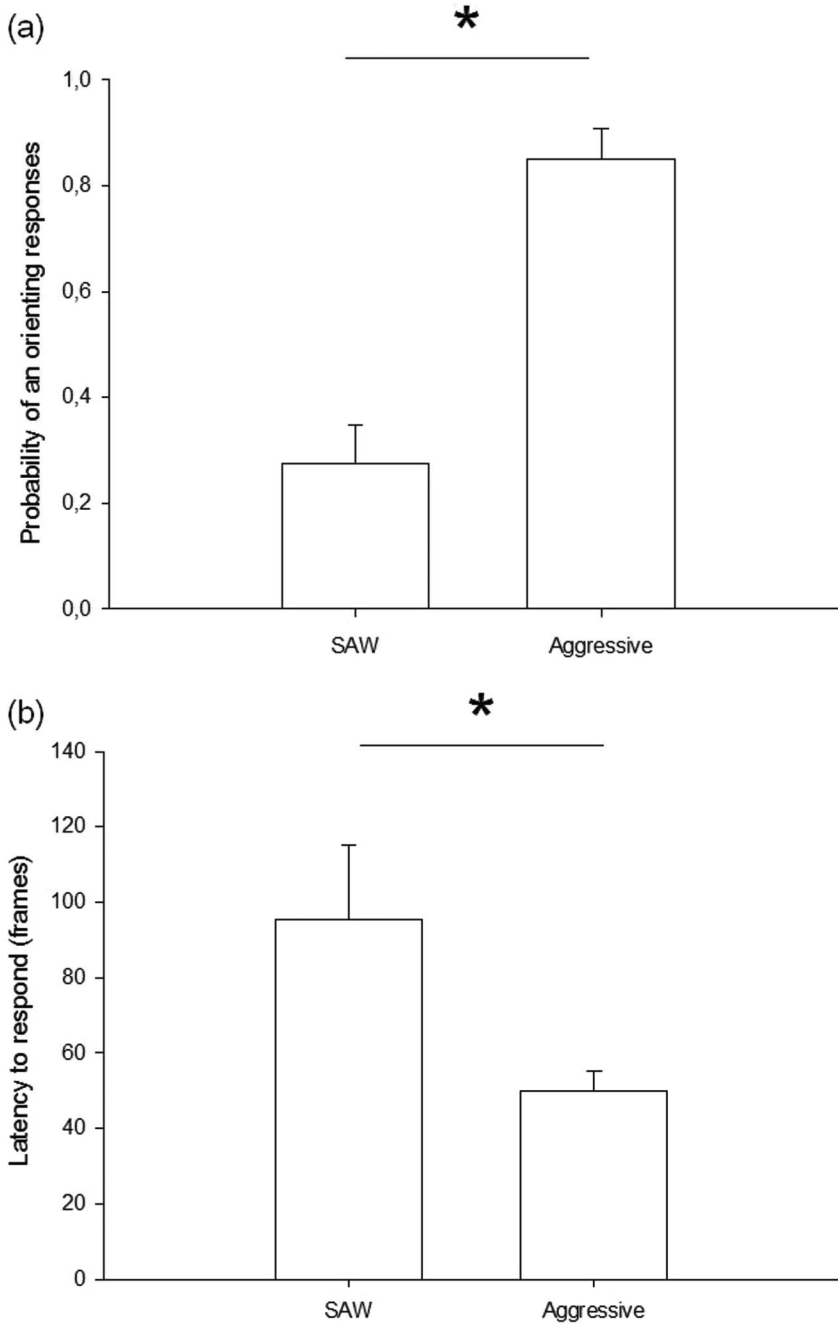 (a)
*
Probability of an orienting responses
1,0
0,8
0,6
0,4
0,2
0,0
SAW
Aggressive
(b)
*
Latency to respond (frames)
140
120
100
80
60
40
20
0
SAW
Aggressive